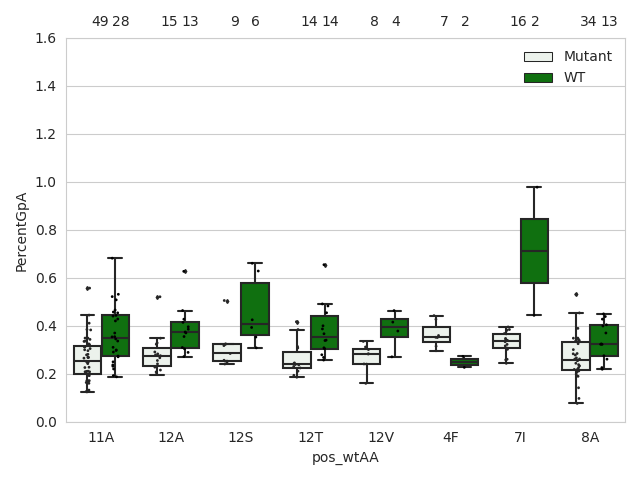 49 28 15 13 9 6 14 14 8 4 7 2 16 2 34 13
1.6
Mutant
WT
1.4
1.2
1.0
0.8
0.6
0.4
0.2
0.0
PercentGpA
11A 12A 12S 12T 12V 4F 7I 8A
pos_wtAA